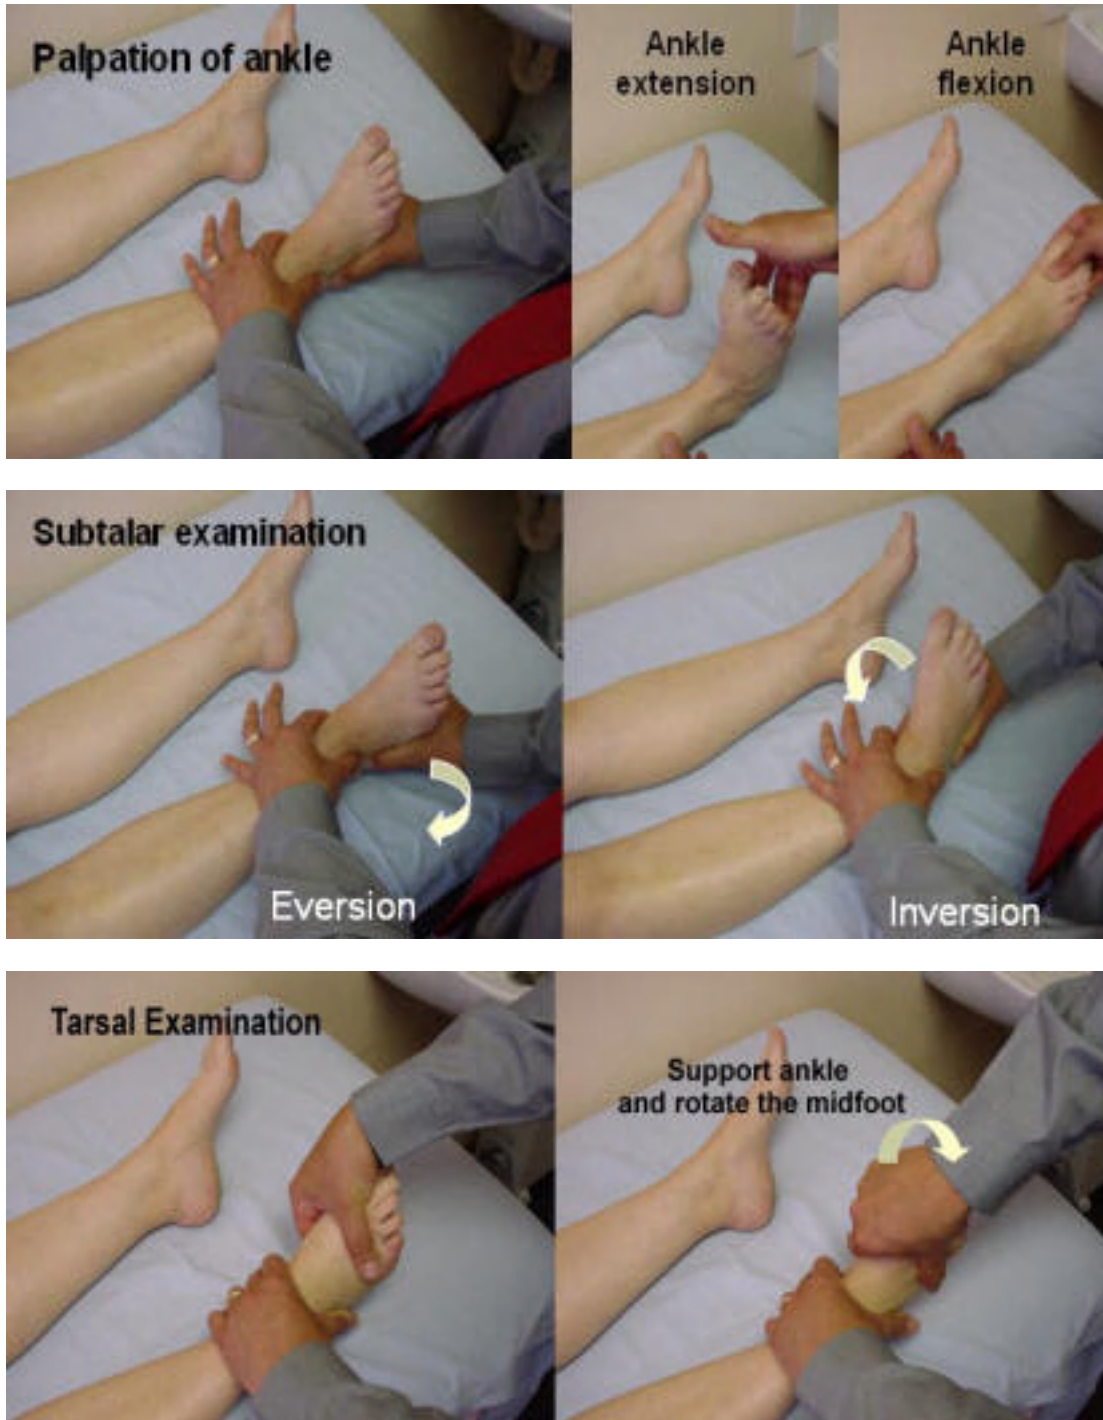 Palpation of ankle
Ankle
extension
Ankle
flexion
Subtalar examination
Eversion
Inversion
Tarsal Examination
Support ankle
and rotate the midfoot